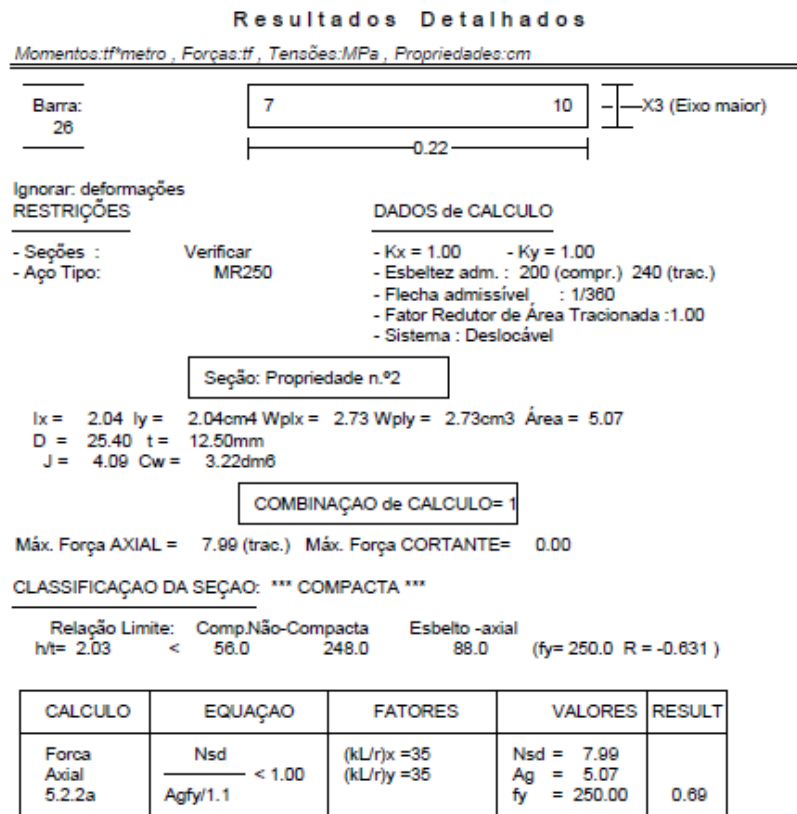 Resultados Detalhados
Momentos:tf*metro , Forças:tf , Tensões:MPa , Propriedades:cm
Barra: 7 10 X3 (Eixo maior)
26
0.22
Ignorar: deformações
RESTRIÇÕES DADOS de CALCULO
- Seções : Verificar - Kx = 1.00 - Ky = 1.00
- Aço Tipo: MR250 - Esbeltez adm. : 200 (compr.) 240 (trac.)
- Flecha admissível : 1/360
- Fator Redutor de Área Tracionada :1.00
- Sistema : Deslocável
Seção: Propriedade n.º2
Ix = 2.04 Iy = 2.04cm4 Wplx = 2.73 Wply = 2.73cm3 Área = 5.07
D = 25.40 t = 12.50mm
J = 4.09 Cw = 3.22dm6
COMBINAÇAO de CALCULO= 1
Máx. Força AXIAL = 7.99 (trac.) Máx. Força CORTANTE= 0.00
CLASSIFICAÇAO DA SEÇAO: *** COMPACTA ***
Relação Limite: Comp.Não-Compacta Esbelto -axial
h/t= 2.03 < 56.0 248.0 88.0 (fy= 250.0 R = -0.631 )
CALCULO EQUAÇAO FATORES VALORES RESULT
Forca Nsd (kL/r)x =35 Nsd = 7.99
Axial < 1.00 (kL/r)y =35 Ag = 5.07
5.2.2a Agfy/1.1 fy = 250.00 0.69